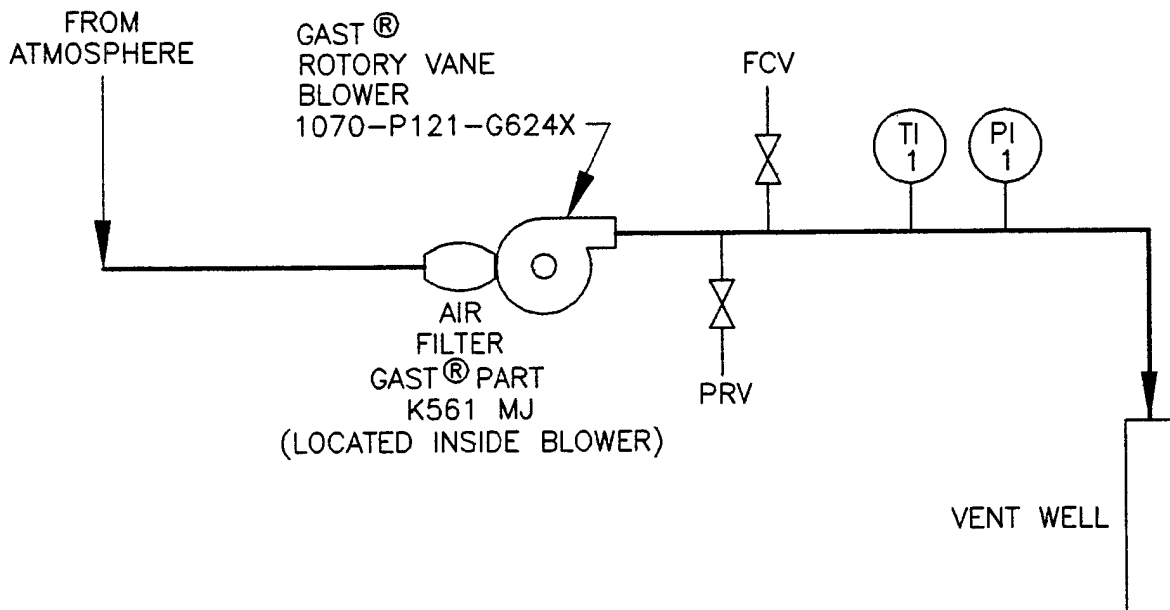 FROM
ATMOSPHERE
GAST ®
ROTORY VANE
BLOWER
1070-P121-G624X
FCV
TI
1
PI
1
AIR
FILTER
GAST ® PART
K561 MJ
(LOCATED INSIDE BLOWER)
PRV
VENT WELL